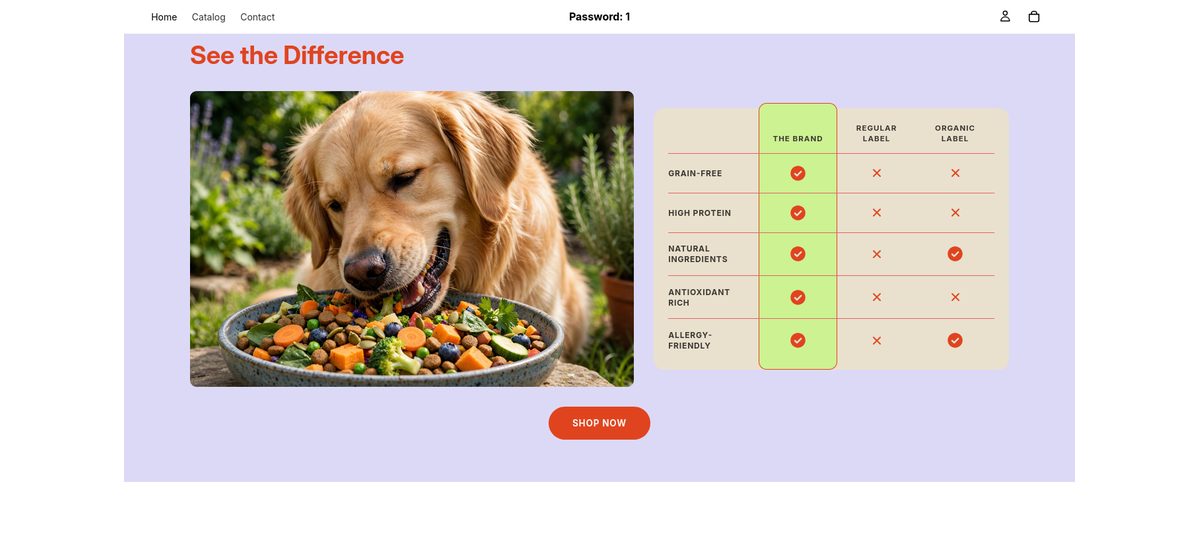 Home Catalog Contact
Password: 1
See the Difference
THE BRAND
REGULAR
LABEL
ORGANIC
LABEL
GRAIN-FREE
HIGH PROTEIN
NATURAL
INGREDIENTS
ANTIOXIDANT
RICH
ALLERGY-
FRIENDLY
SHOP NOW